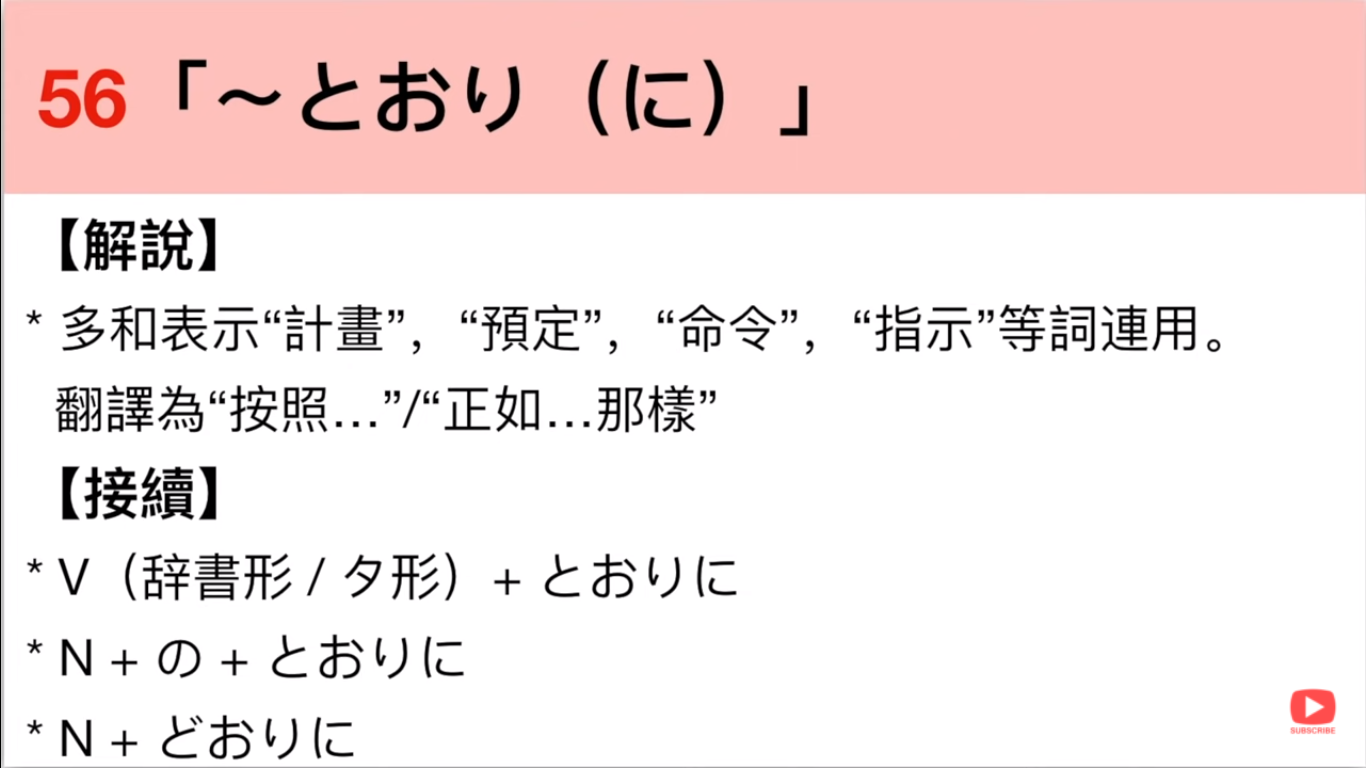 56「～とおり（に）」
【解說】
* 多和表示“計畫”，“預定”，“命令”，“指示”等詞連用。
翻譯為“按照…”/“正如…那樣”
【接續】
* V（辞書形 / タ形）+ とおりに
* N + の + とおりに
* N + どおりに
SUBSCRIBE